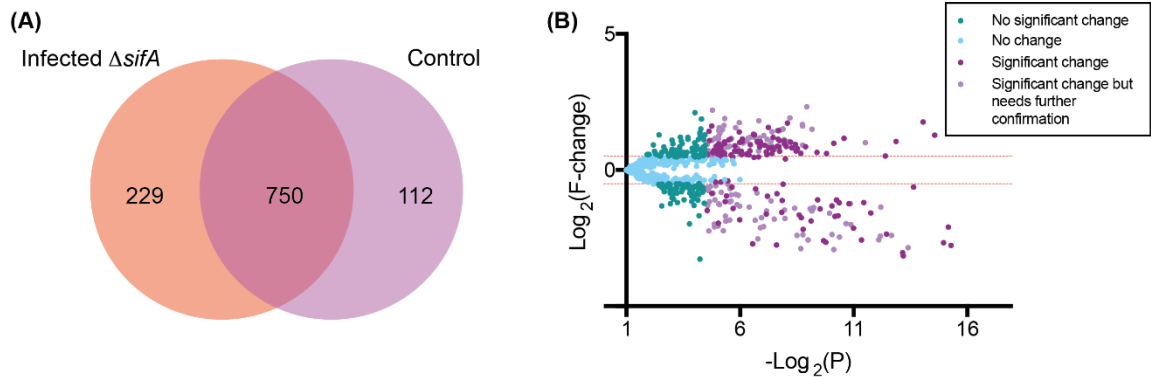 (A)
Infected ΔsifA
Control
229
750
112
(B)
No significant change
No change
Significant change
Significant change but
needs further
confirmation
Log2(F-change)
5
0
1
6
11
16
-Log2(P)